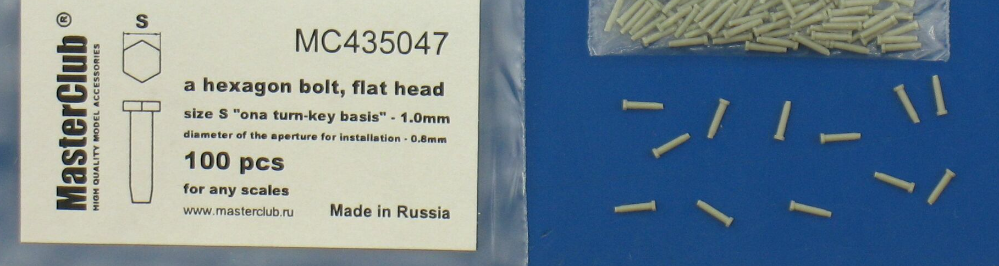 MasterClub
HIGH QUALITY MODEL ACCESSORIES
S
MC435047
a hexagon bolt, flat head
size S "ona turn-key basis" - 1.0mm
diameter of the aperture for installation - 0.8mm
100 pcs
for any scales
www.masterclub.ru
Made in Russia